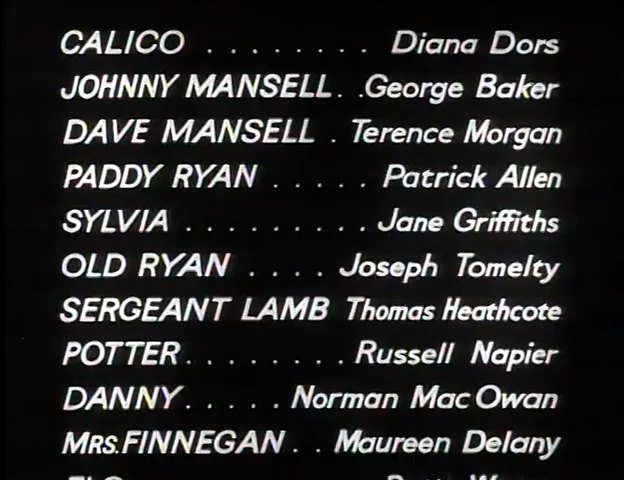 CALICO . . . . . . . . Diana Dors
JOHNNY MANSELL. .George Baker
DAVE MANSELL . Terence Morgan
PADDY RYAN . . . . . Patrick Allen
SYLVIA . . . . . . . . . Jane Griffiths
OLD RYAN . . . . Joseph Tomelty
SERGEANT LAMB Thomas Heathcote
POTTER. . . . . . . . Russell Napier
DANNY. . . . . Norman MacOwan
MRS.FINNEGAN . . Maureen Delany